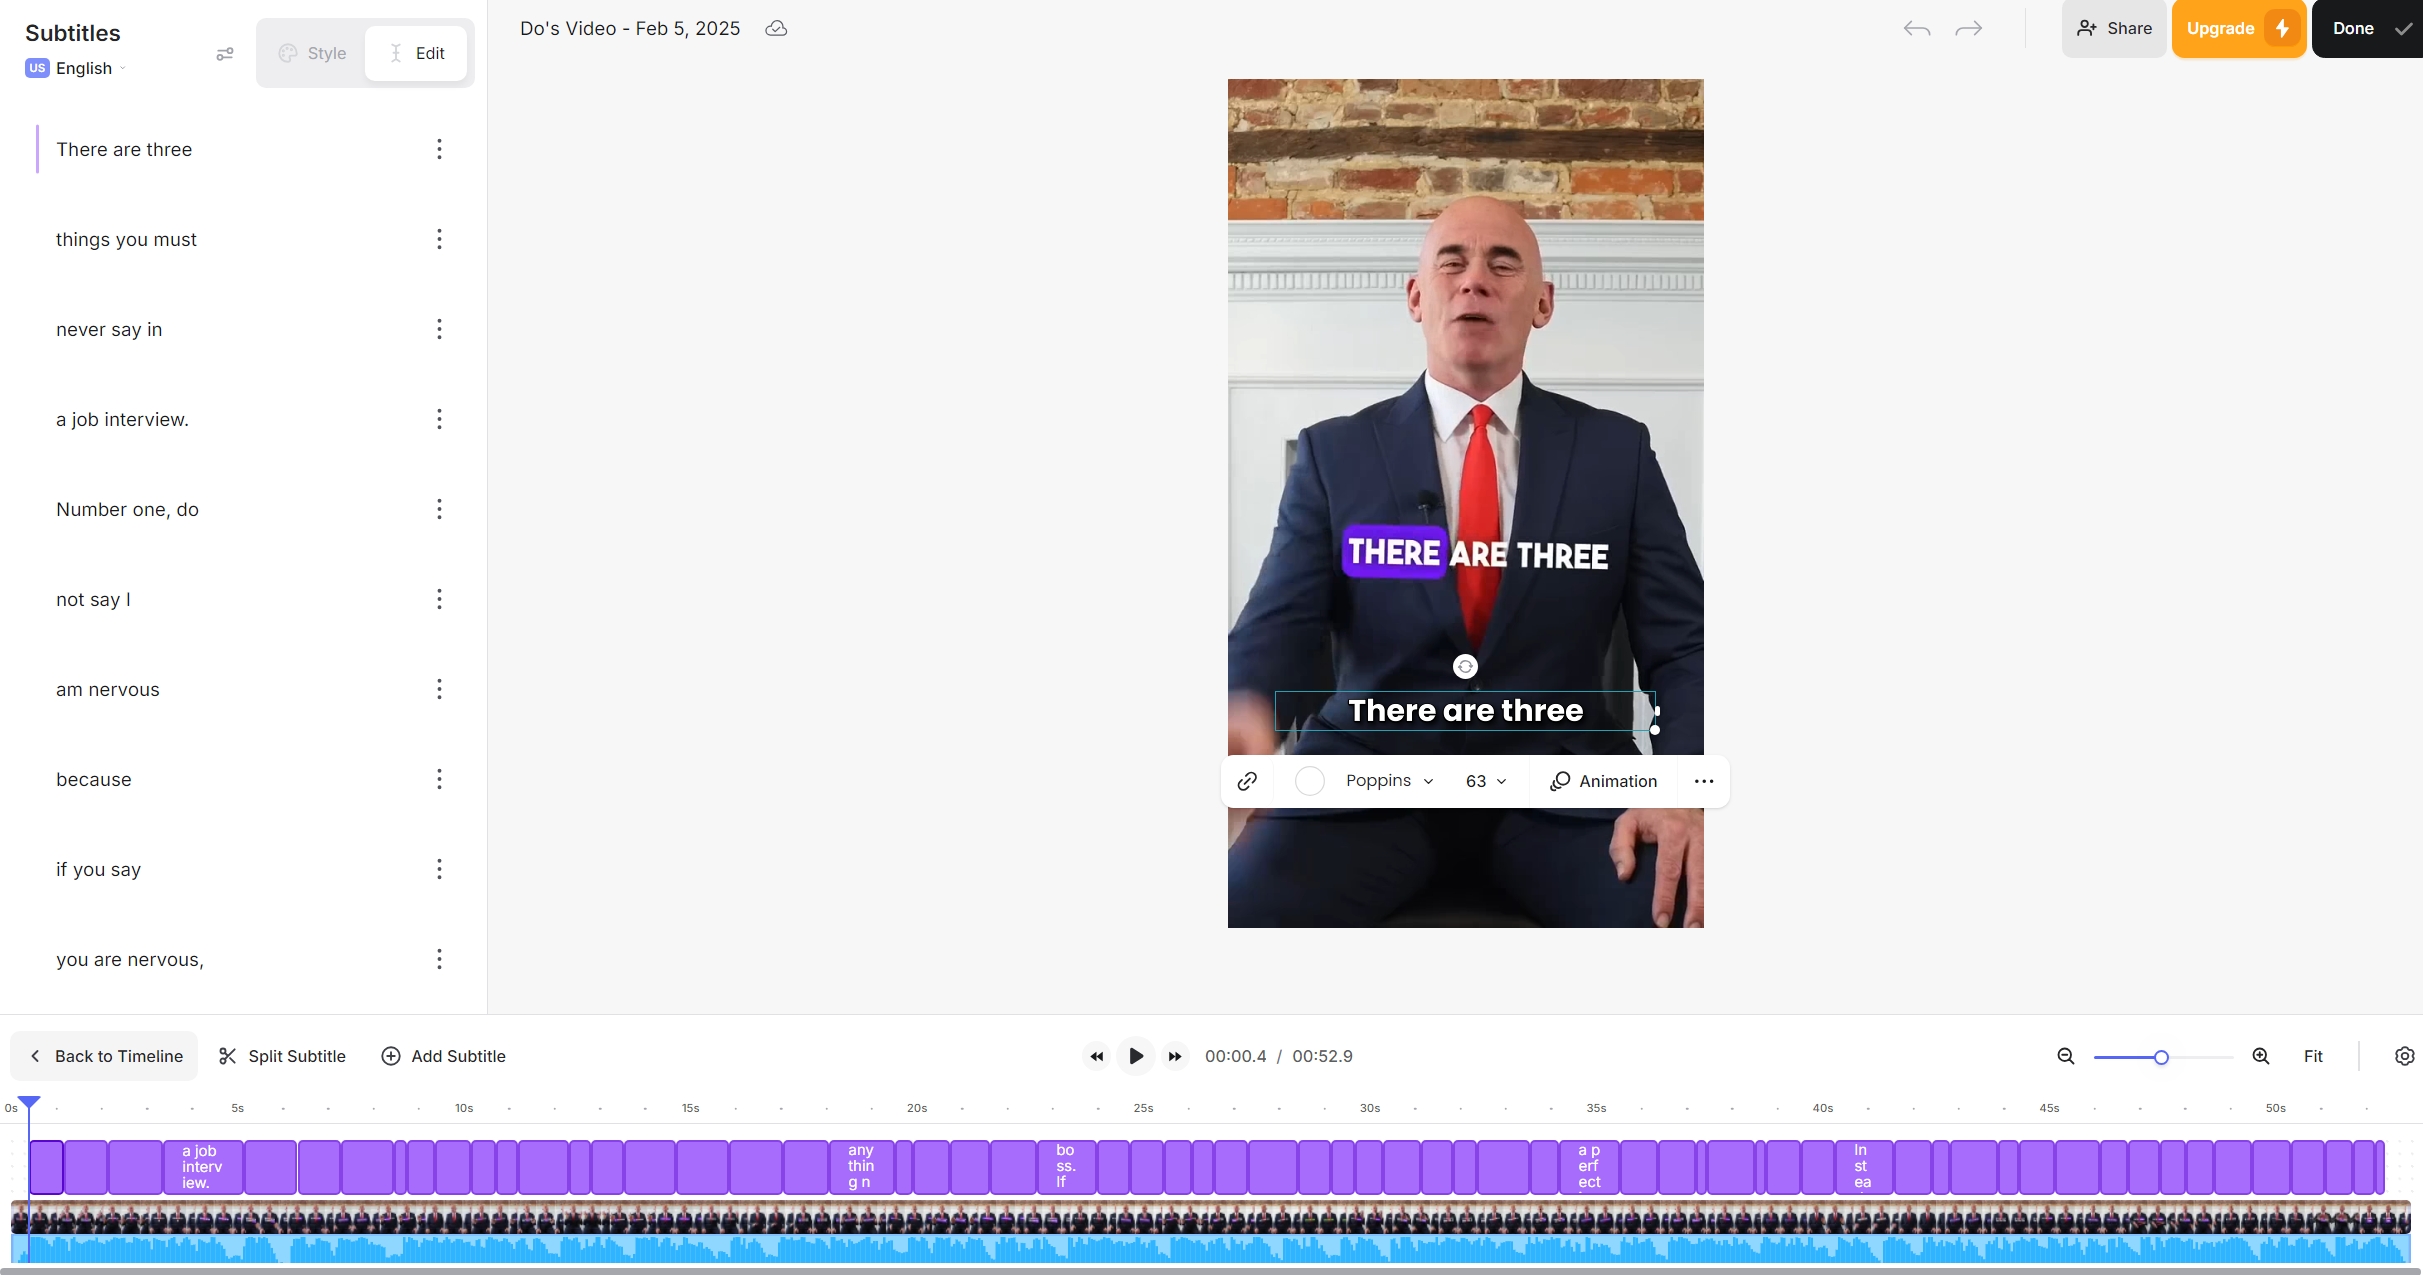 Subtitles
US English
Style
Edit
Do's Video - Feb 5, 2025
Share
Upgrade
Done
There are three
things you must
never say in
a job interview.
Number one, do
not say I
am nervous
because
if you say
you are nervous,
THERE ARE THREE
There are three
Poppins
63
Animation
Back to Timeline
Split Subtitle
Add Subtitle
00:00.4 / 00:52.9
Fit
0s 5s 10s 15s 20s 25s 30s 35s 40s 45s 50s
a job
interv
iew.
any
thin
g n
bo
ss.
If
a p
erf
ect
In
st
ea